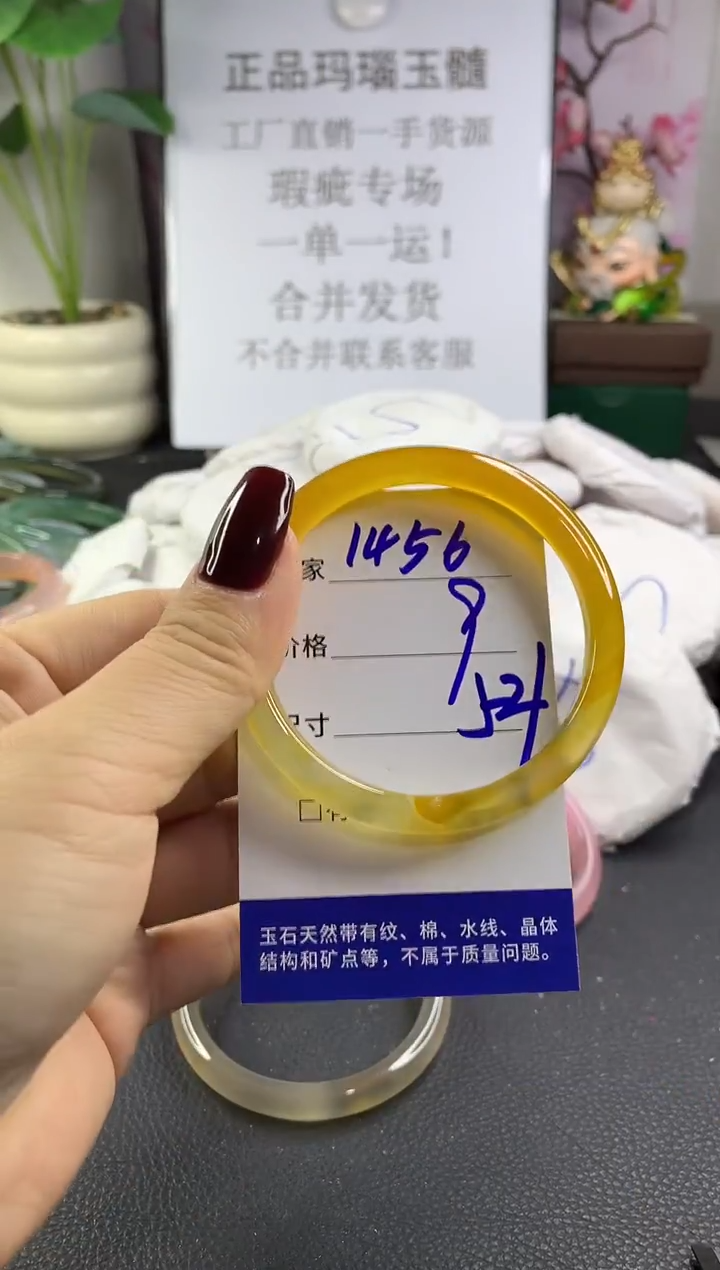 正品玛瑙玉髓
工厂直销一手货源
瑕疵专场
一单一运！
合并发货
不合并联系客服
家 1456
价格 9
尺寸 54
玉石天然带有纹、棉、水线、晶体
结构和矿点等，不属于质量问题。